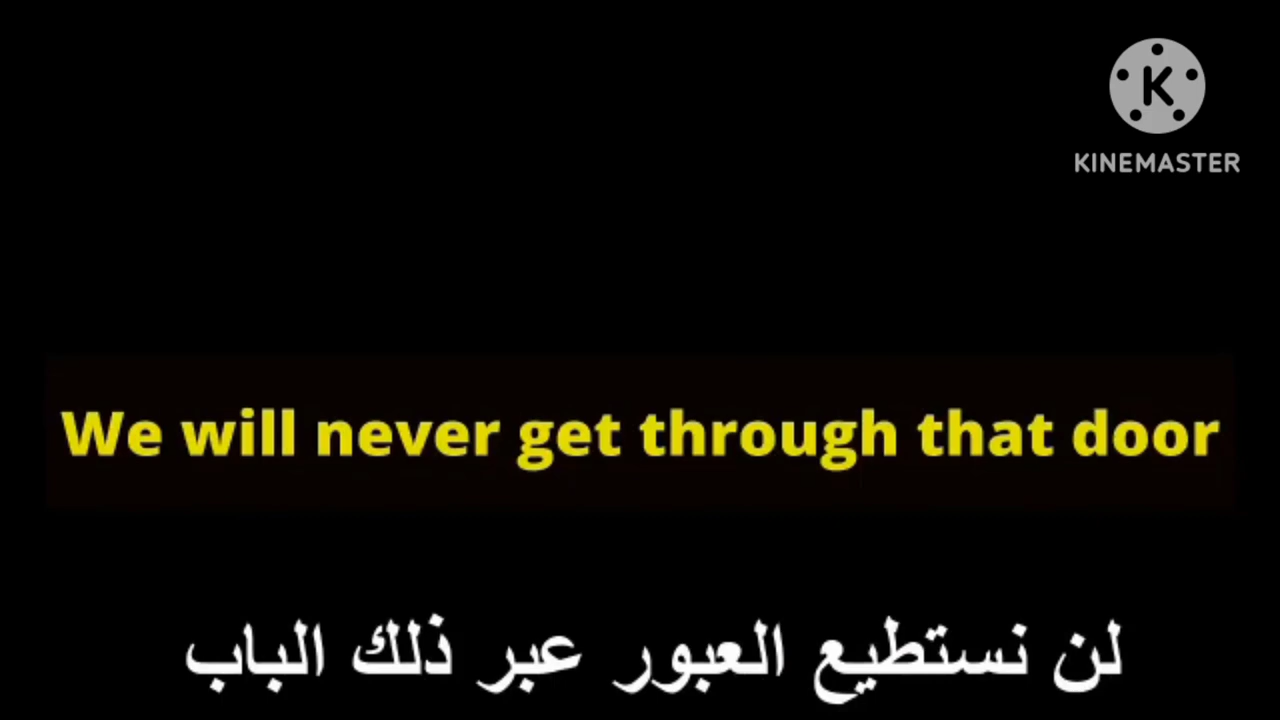 K
KINEMASTER
We will never get through that door
لن نستطيع العبور عبر ذلك الباب